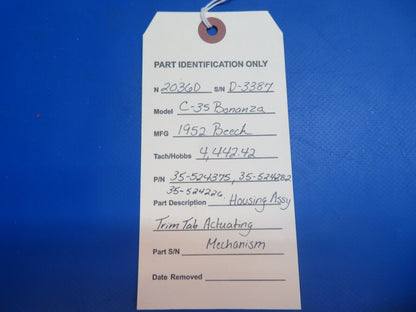 PART IDENTIFICATION ONLY
N 2036D S/N D-3387
Model C-35 Bonanza
MFG 1952 Beech
Tach/Hobbs 4,442.42
P/N 35-524375, 35-524282
35-524226
Part Description Housing Assy
Trim Tab Actuating
Part S/N Mechanism
Date Removed